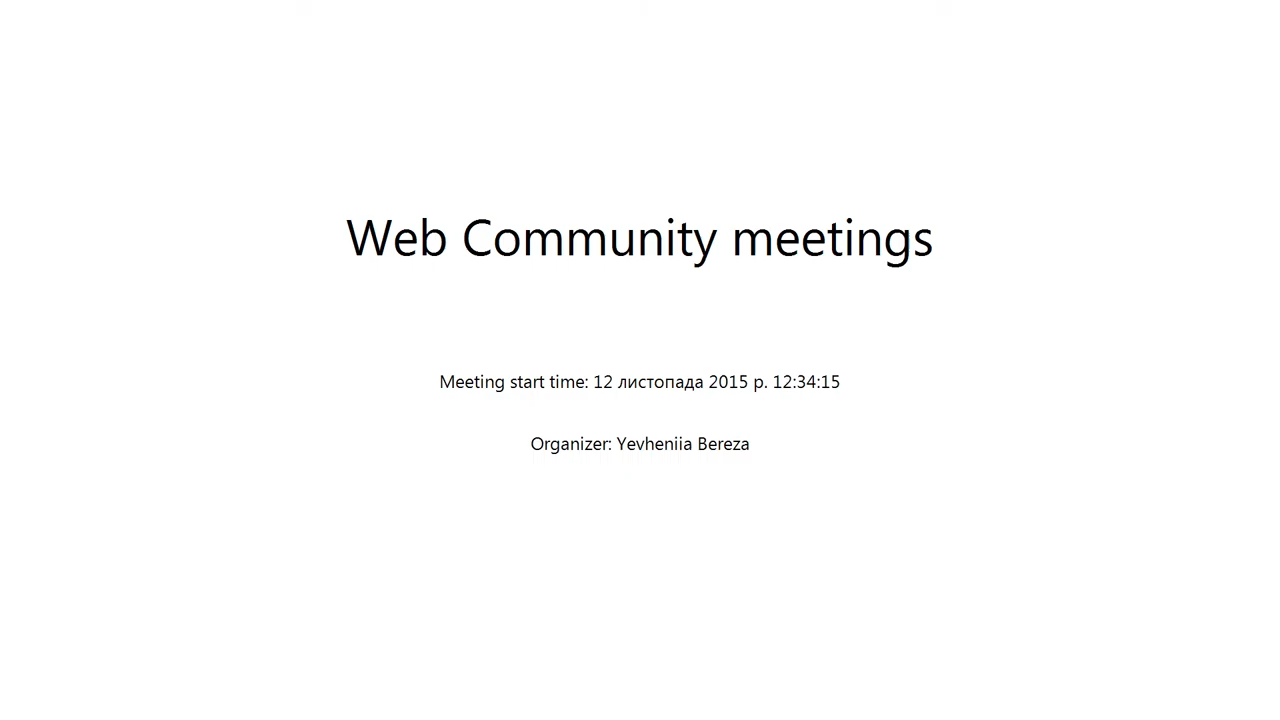 Web Community meetings
Meeting start time: 12 листопада 2015 р. 12:34:15
Organizer: Yevheniia Bereza